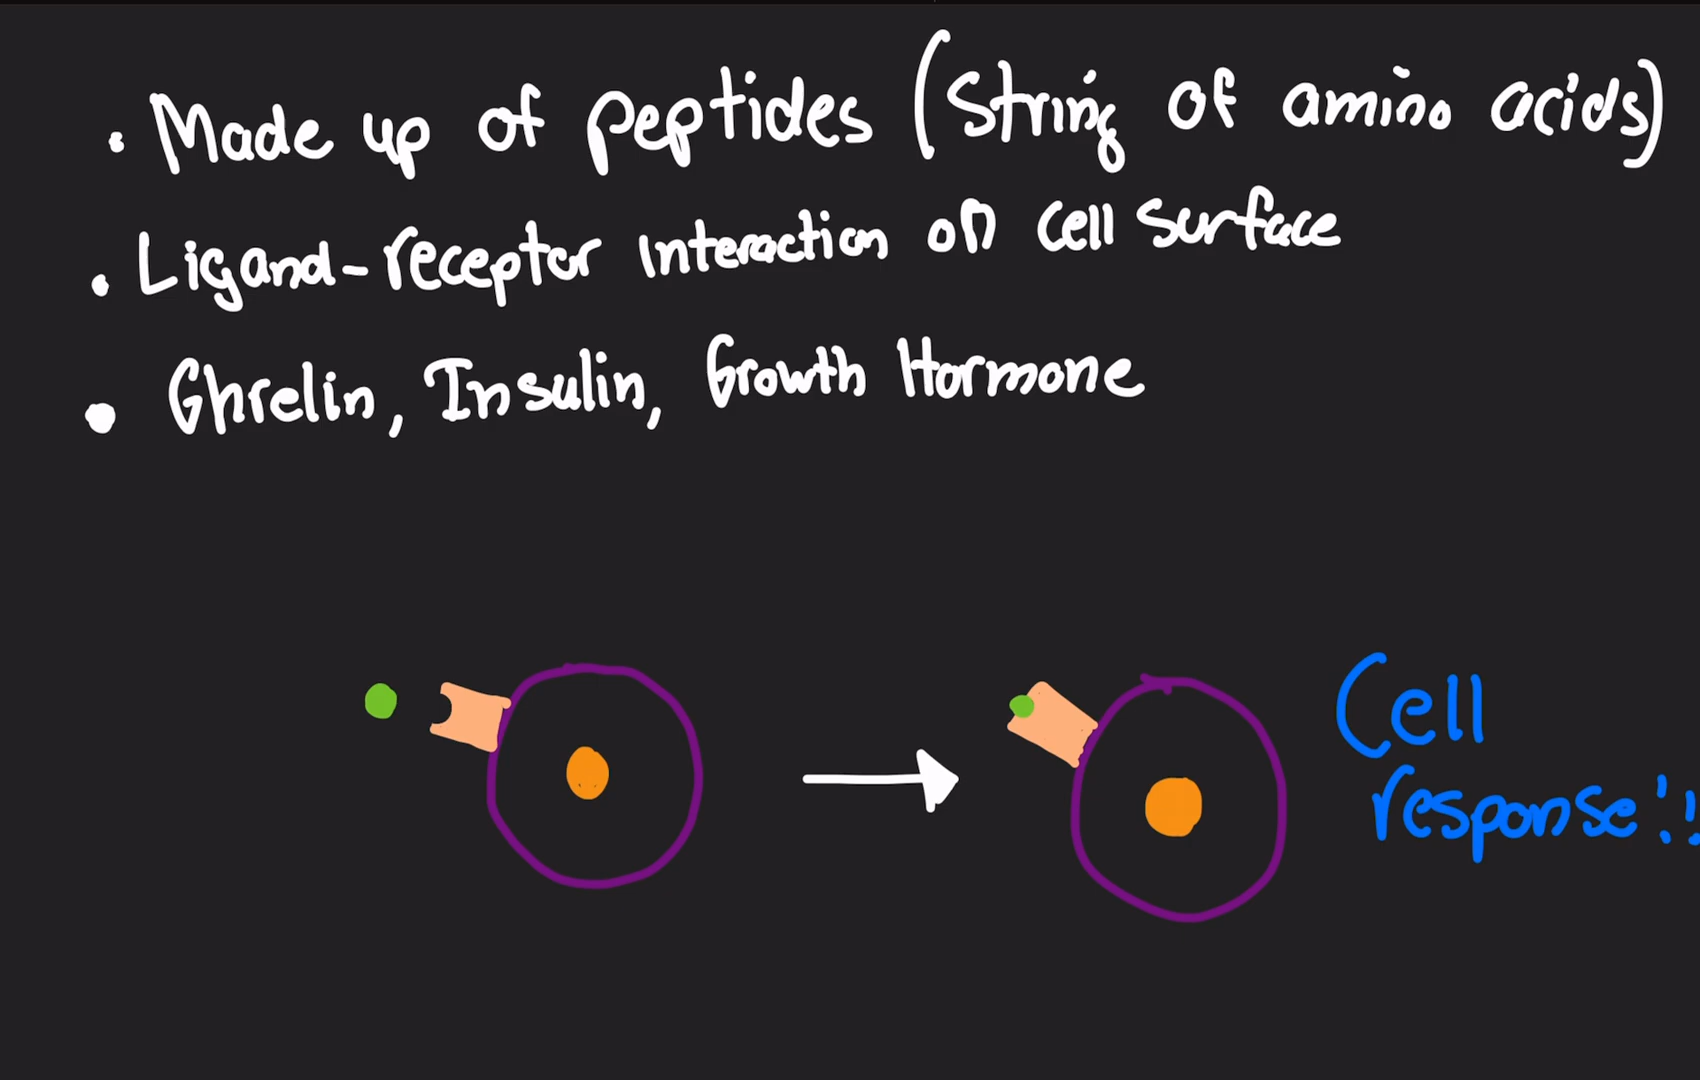 • Made up of peptides (String of amino acids)
• Ligand-receptor interaction on cell surface
• Ghrelin, Insulin, Growth Hormone
Cell
response!!